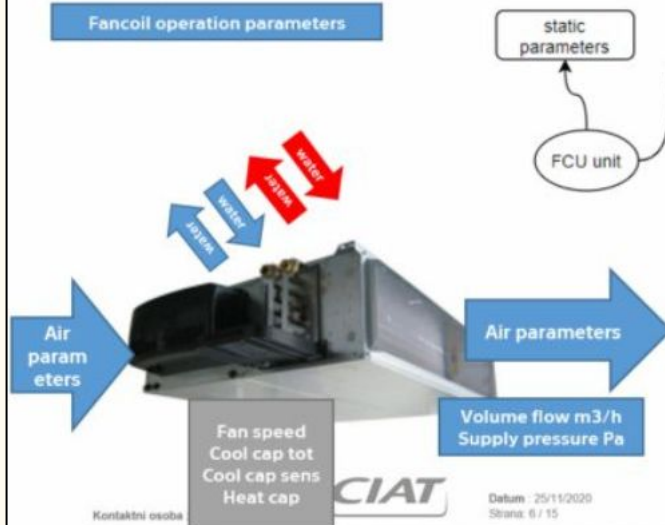 Fancoil operation parameters
static
parameters
FCU unit
water
water
water
water
Air
param
eters
Air parameters
Volume flow m3/h
Supply pressure Pa
Fan speed
Cool cap tot
Cool cap sens
Heat cap
CIAT
Kontaktní osoba
Datum : 25/11/2020
Strana: 6 / 15